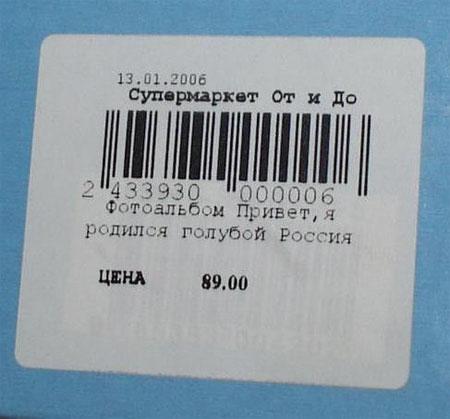 13.01.2006
Супермаркет От и До
2 433930 000006
Фотоальбом Привет,я
родился голубой Россия
ЦЕНА 89.00